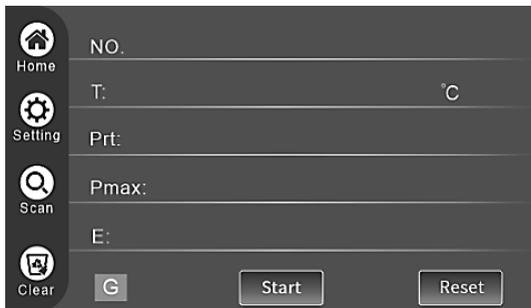 Home
Setting
Scan
Clear
NO.
T: °C
Prt:
Pmax:
E:
G Start Reset